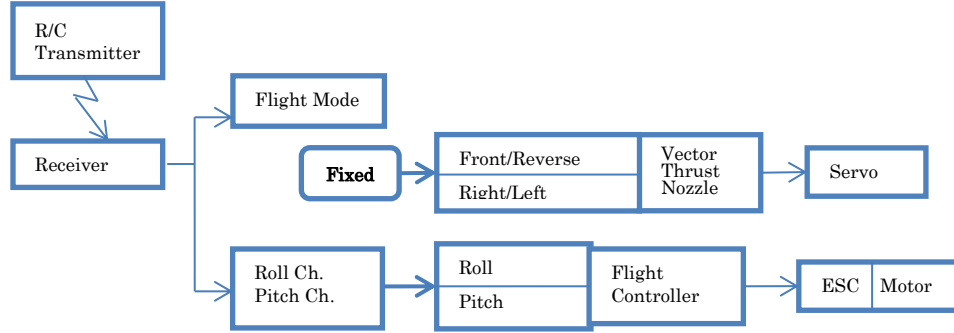 R/C
Transmitter
Flight Mode
Receiver
Fixed
Front/Reverse
Right/Left
Vector
Thrust
Nozzle
Servo
Roll Ch.
Pitch Ch.
Roll
Pitch
Flight
Controller
ESC
Motor